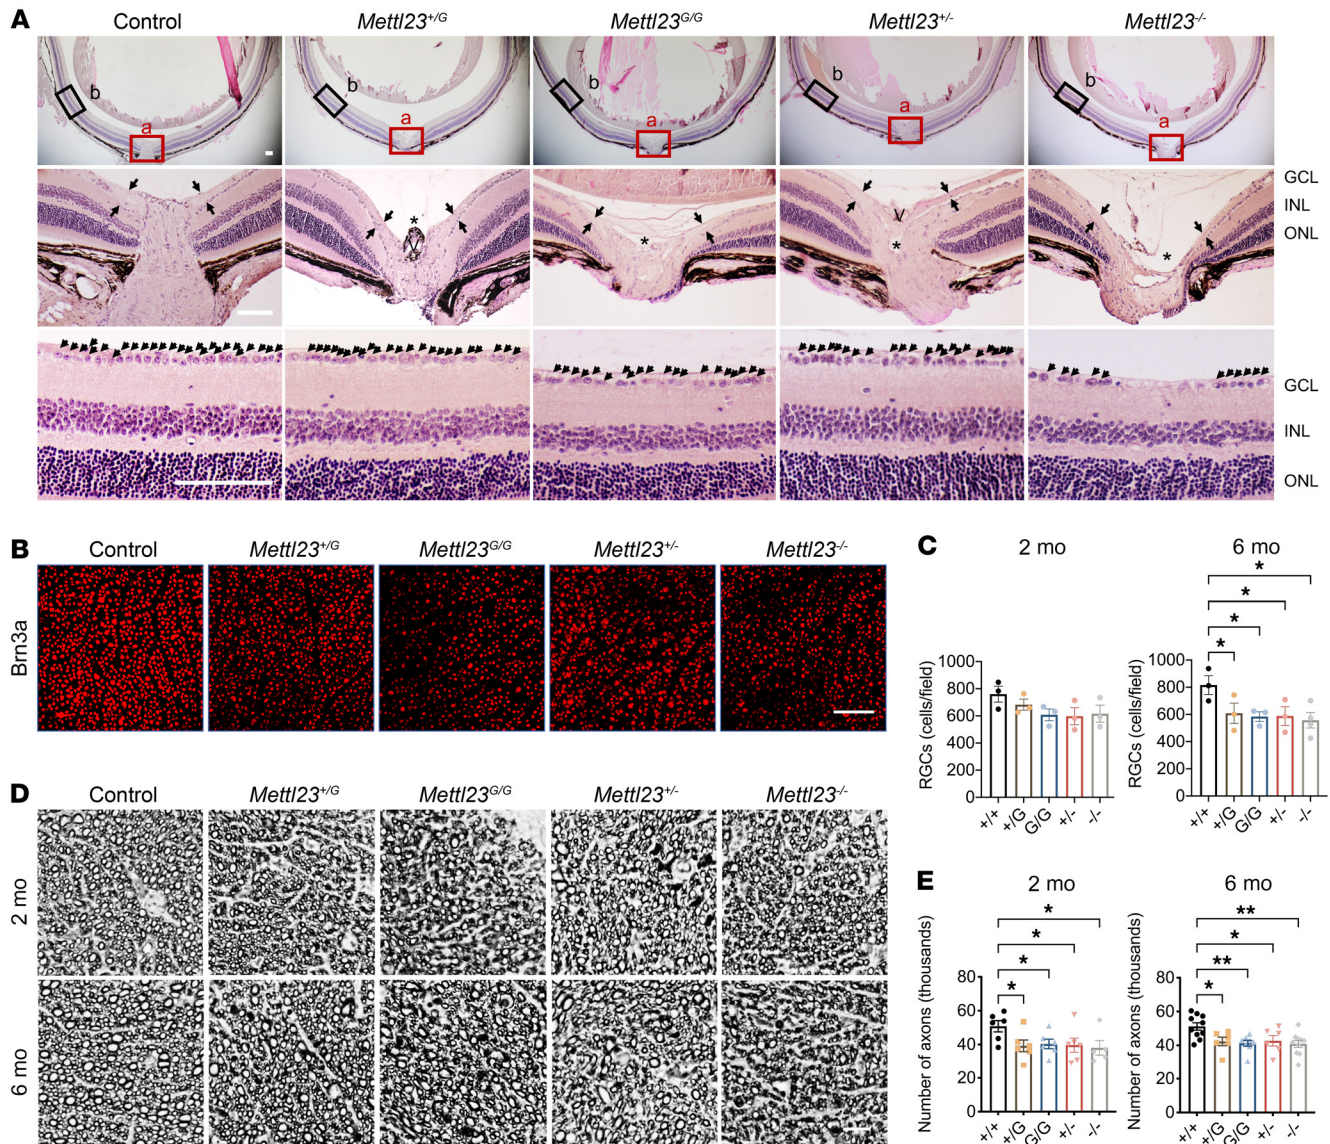 A
Control Mettl23+/G Mettl23G/G Mettl23+/- Mettl23-/-
b b b b b
a a a a a
* * * * *
V V
GCL
INL
ONL
GCL
INL
ONL
B
Control Mettl23+/G Mettl23G/G Mettl23+/- Mettl23-/-
Brn3a
C
2 mo 6 mo
*
*
*
*
RGCs (cells/field)
1000
800
600
400
200
0
+/+ +/G G/G +/- -/-
RGCs (cells/field)
1000
800
600
400
200
0
+/+ +/G G/G +/- -/-
D
Control Mettl23+/G Mettl23G/G Mettl23+/- Mettl23-/-
2 mo
6 mo
E
2 mo 6 mo
*
*
*
*
Number of axons (thousands)
80
60
40
20
0
+/+ +/G G/G +/- -/-
**
*
**
*
Number of axons (thousands)
80
60
40
20
0
+/+ +/G G/G +/- -/-